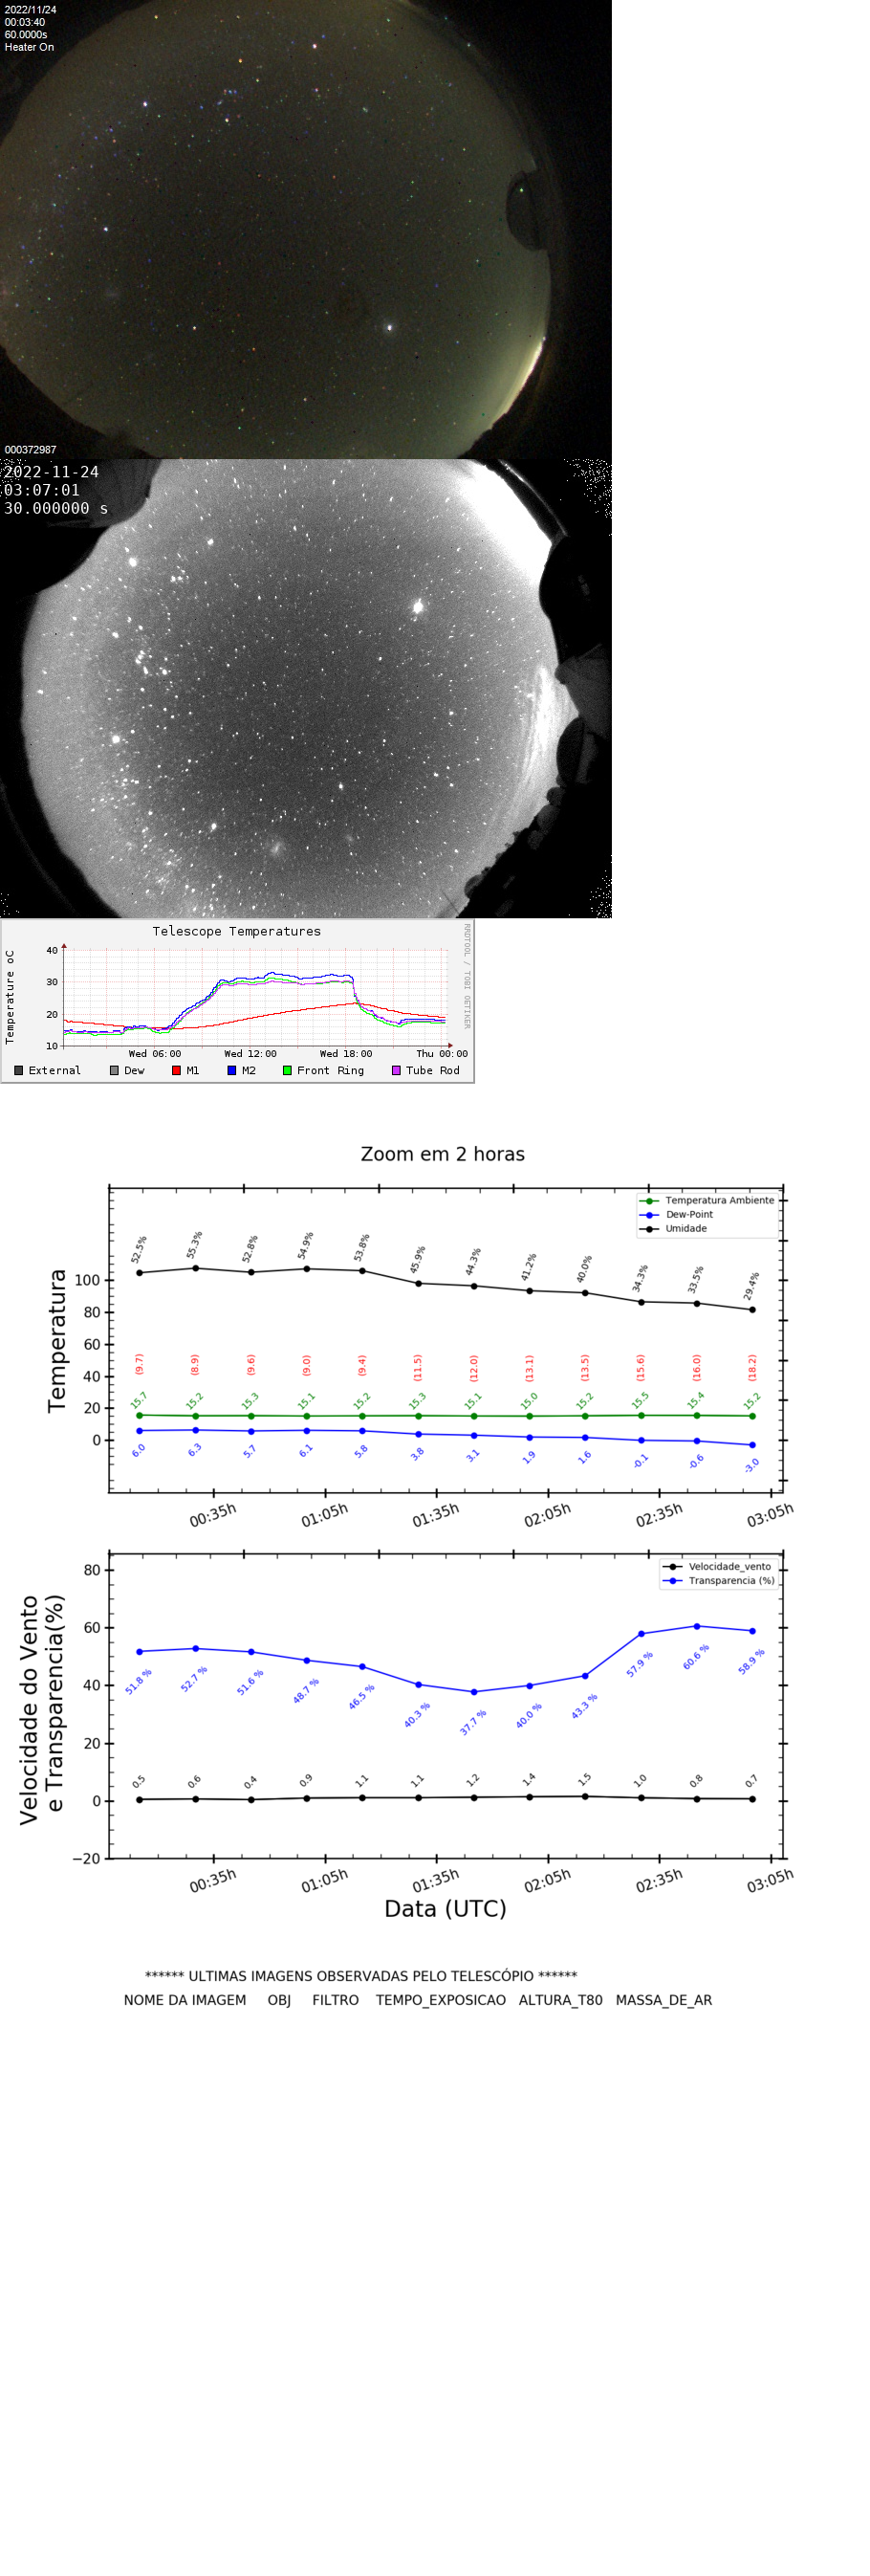 2022/11/24
00:03:40
60.0000s
Heater On
000372987
2022-11-24
03:07:01
30.000000 s
Telescope Temperatures
RRDTOOL / TOBI OETIKER
Temperature oC
40
30
20
10
Wed 06:00 Wed 12:00 Wed 18:00 Thu 00:00
External Dew M1 M2 Front Ring Tube Rod
Zoom em 2 horas
Temperatura Ambiente
Dew-Point
Umidade
52.5% 55.3% 52.8% 54.9% 53.8% 45.9% 44.3% 41.2% 40.0% 34.3% 33.5% 29.4%
Temperatura
100
80
60
40
20
0
(9.7) (8.9) (9.6) (9.0) (9.4) (11.5) (12.0) (13.1) (13.5) (15.6) (16.0) (18.2)
15.7 15.2 15.3 15.1 15.2 15.3 15.1 15.0 15.2 15.5 15.4 15.2
6.0 6.3 5.7 6.1 5.8 3.8 3.1 1.9 1.6 -0.1 -0.6 -3.0
00:35h 01:05h 01:35h 02:05h 02:35h 03:05h
Velocidade_vento
Transparencia (%)
Velocidade do Vento
e Transparencia(%)
80
60
40
20
0
−20
51.8 % 52.7 % 51.6 % 48.7 % 46.5 % 40.3 % 37.7 % 40.0 % 43.3 % 57.9 % 60.6 % 58.9 %
0.5 0.6 0.4 0.9 1.1 1.1 1.2 1.4 1.5 1.0 0.8 0.7
00:35h 01:05h 01:35h 02:05h 02:35h 03:05h
Data (UTC)
****** ULTIMAS IMAGENS OBSERVADAS PELO TELESCÓPIO ******
NOME DA IMAGEM OBJ FILTRO TEMPO_EXPOSICAO ALTURA_T80 MASSA_DE_AR